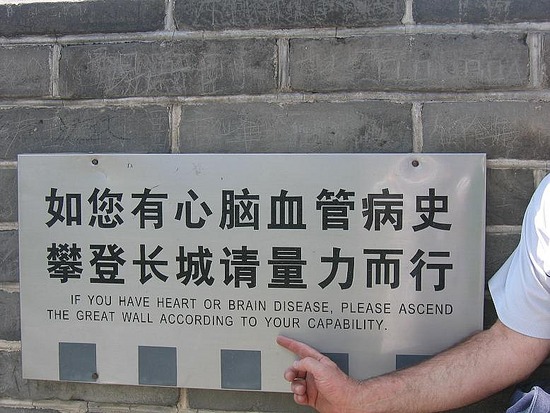 如您有心脑血管病史
攀登长城请量力而行
IF YOU HAVE HEART OR BRAIN DISEASE, PLEASE ASCEND
THE GREAT WALL ACCORDING TO YOUR CAPABILITY.